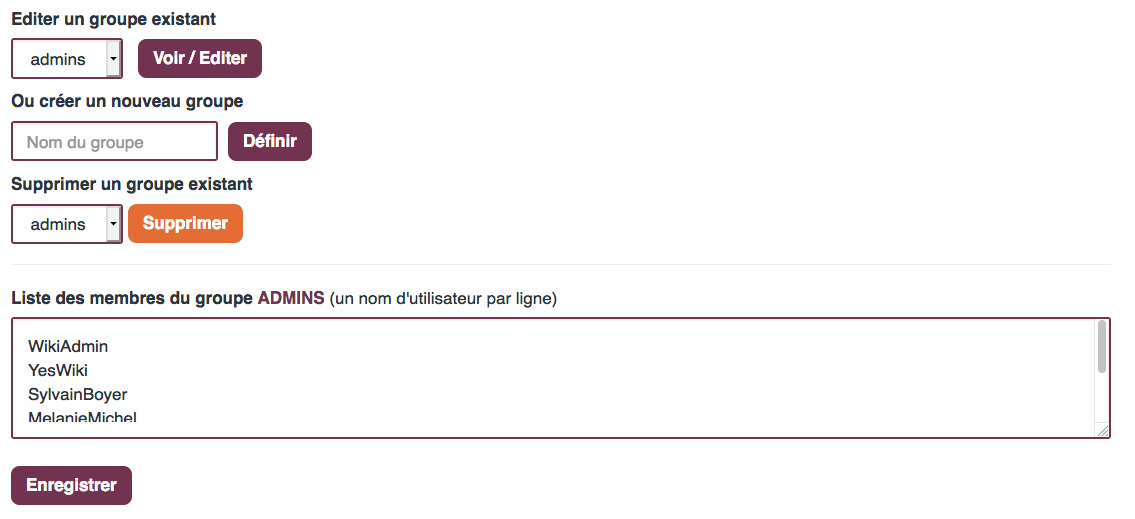 Editer un groupe existant
admins Voir / Editer
Ou créer un nouveau groupe
Nom du groupe Définir
Supprimer un groupe existant
admins Supprimer
Liste des membres du groupe ADMINS (un nom d'utilisateur par ligne)
WikiAdmin
YesWiki
SylvainBoyer
MelanieMichel
Enregistrer